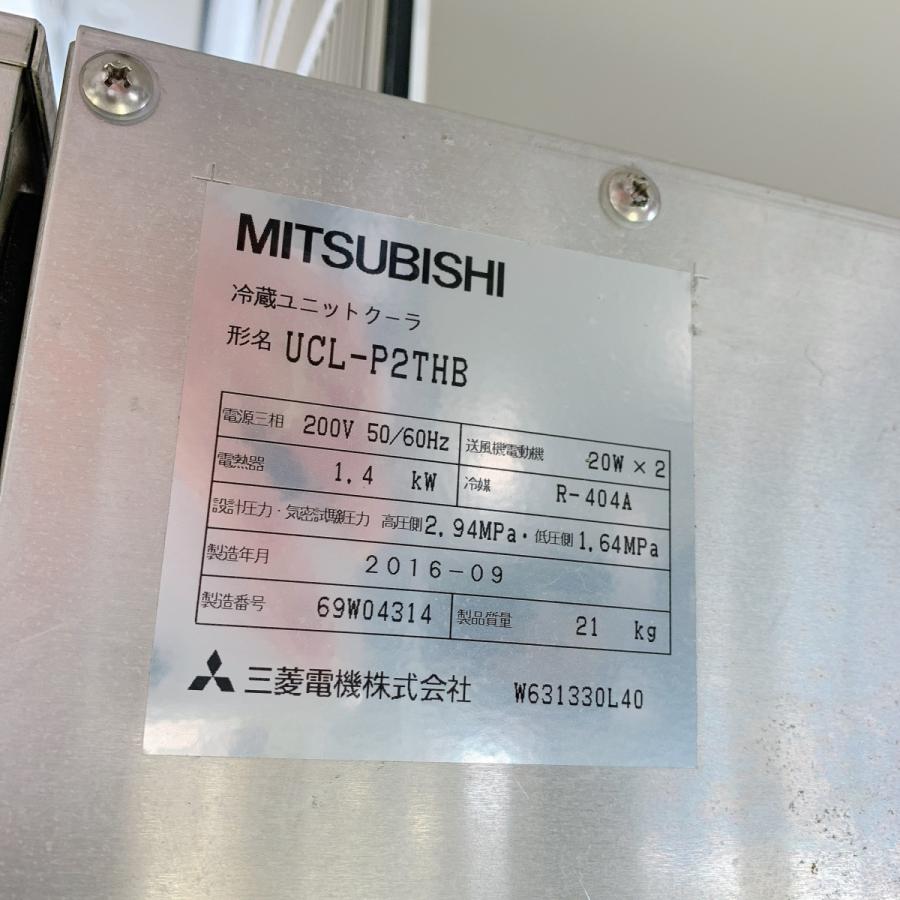 MITSUBISHI
冷蔵ユニットクーラ
形名 UCL-P2THB
電源三相 200V 50/60Hz 送風機電動機 20W×2
電熱器 1.4 kW 冷媒 R-404A
設計圧力・気密試験圧力 高圧側2.94MPa・低圧側1.64MPa
製造年月 2016-09
製造番号 69W04314 製品質量 21 kg
三菱電機株式会社 W631330L40